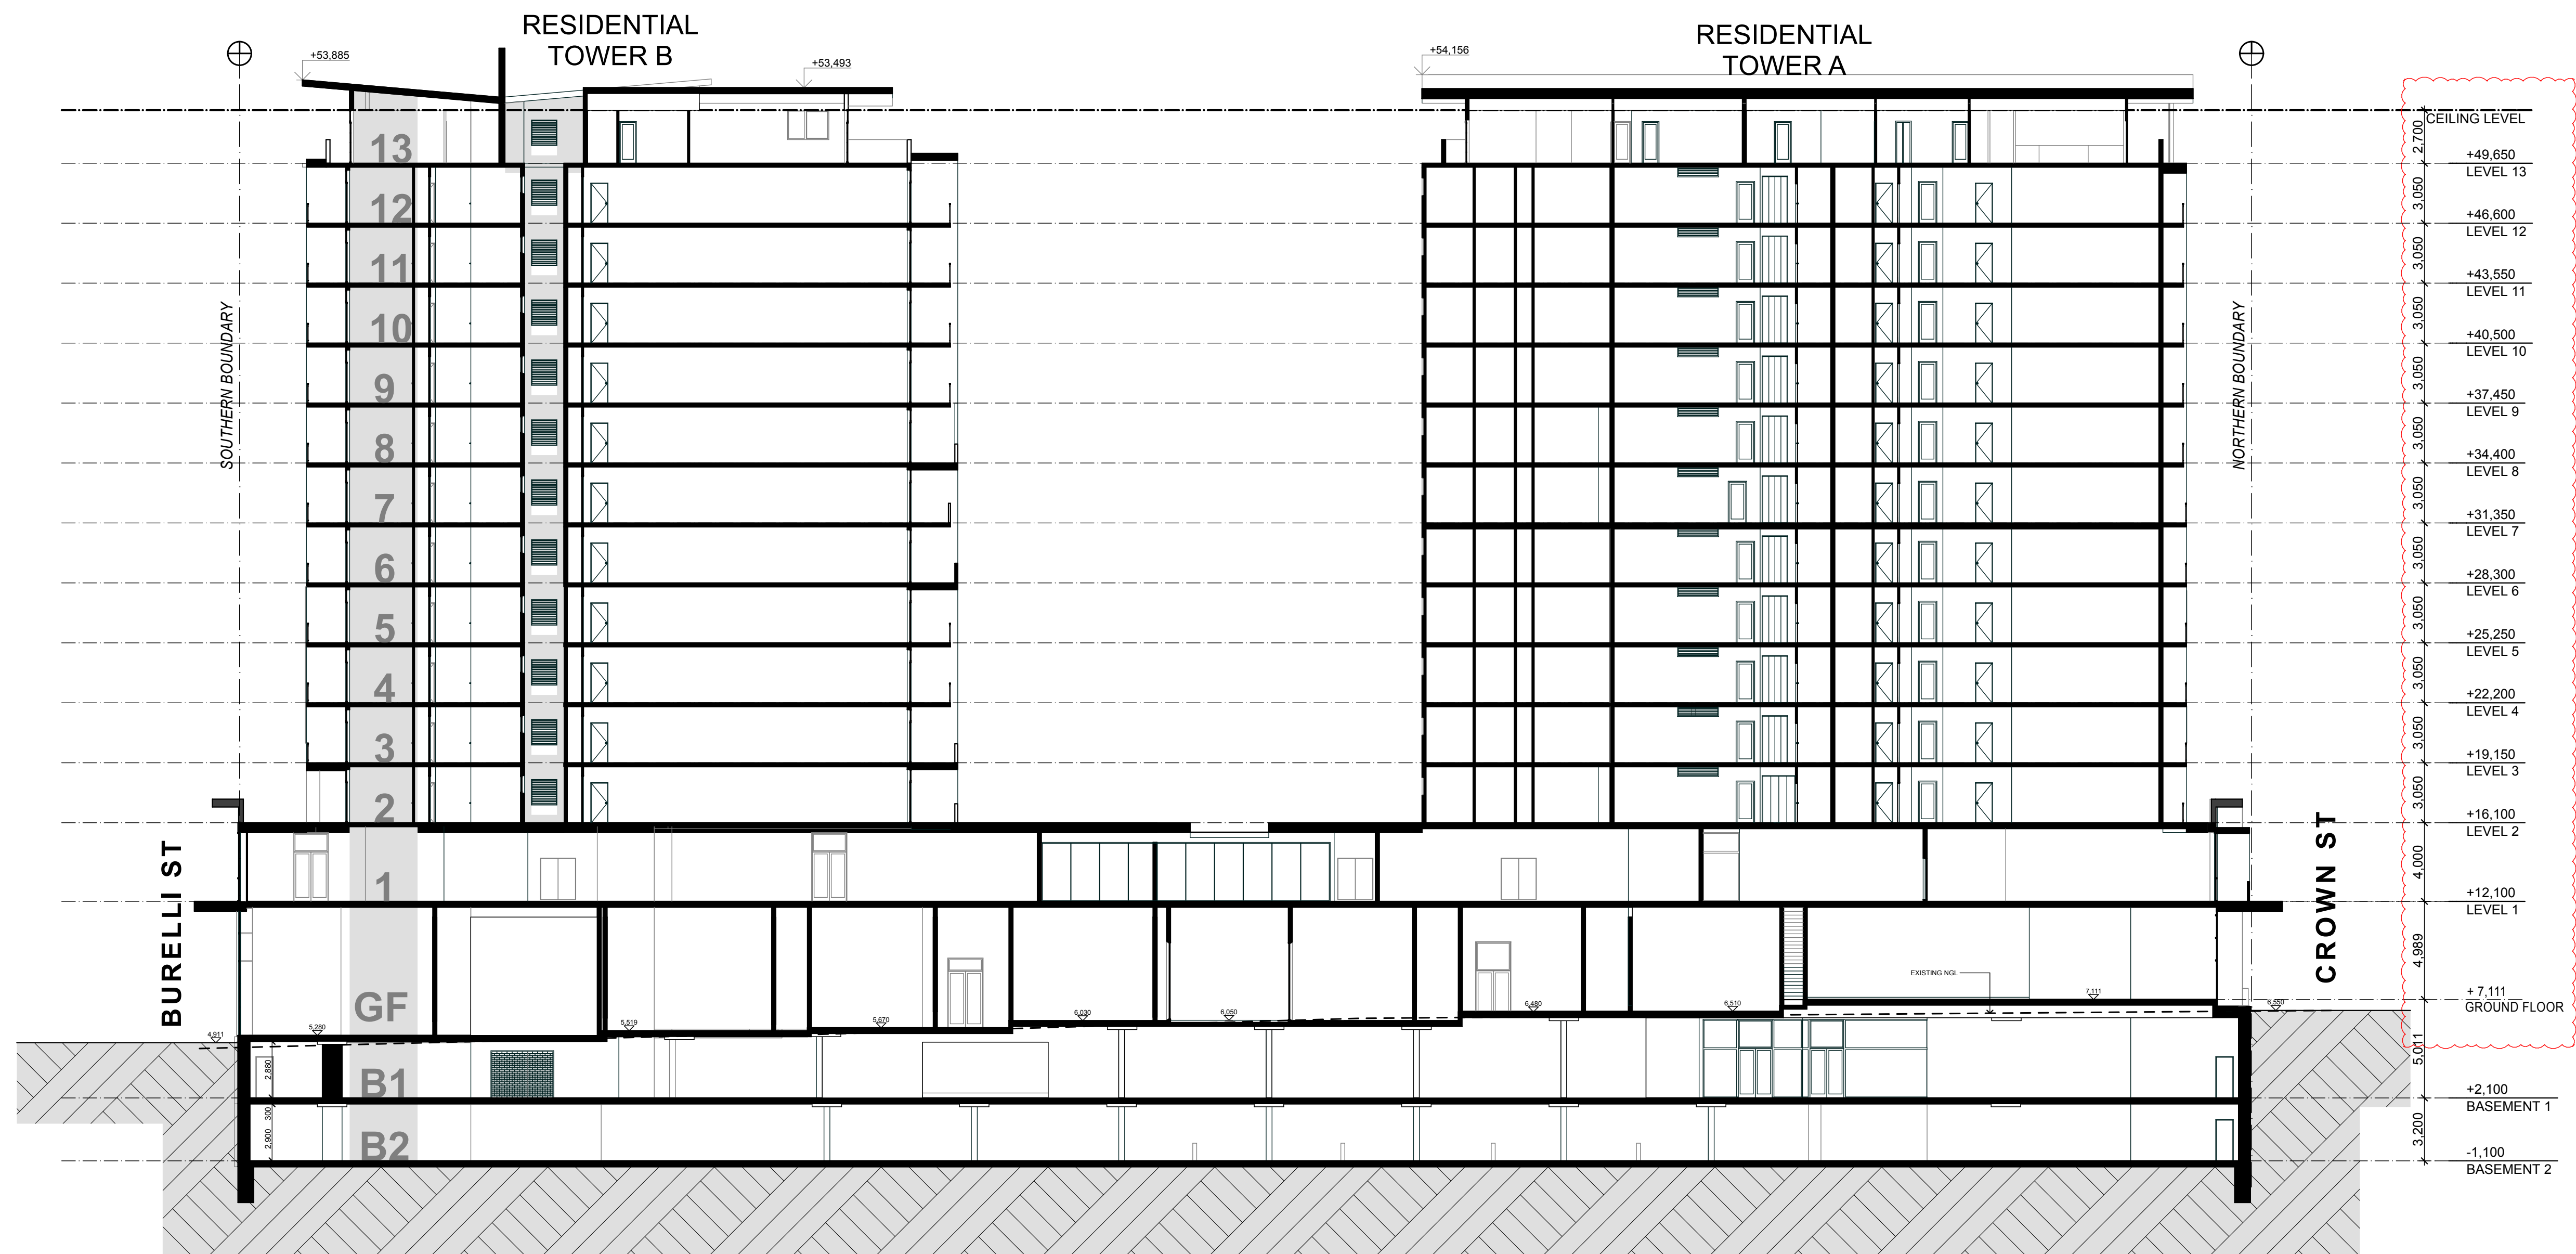 RESIDENTIAL
TOWER B
RESIDENTIAL
TOWER A
+53,885
+53,493
+54,156
CEILING LEVEL
2,700
13
+49,650
LEVEL 13
3,050
12
+46,600
LEVEL 12
3,050
11
+43,550
LEVEL 11
3,050
10
+40,500
LEVEL 10
3,050
9
+37,450
LEVEL 9
3,050
8
+34,400
LEVEL 8
3,050
7
+31,350
LEVEL 7
3,050
6
+28,300
LEVEL 6
3,050
5
+25,250
LEVEL 5
3,050
4
+22,200
LEVEL 4
3,050
3
+19,150
LEVEL 3
3,050
2
+16,100
LEVEL 2
4,000
1
+12,100
LEVEL 1
4,989
GF
+ 7,111
GROUND FLOOR
5,011
B1
+2,100
BASEMENT 1
3,200
B2
-1,100
BASEMENT 2
SOUTHERN BOUNDARY
NORTHERN BOUNDARY
BURELLI ST
CROWN ST
EXISTING NGL
4,911
5,280
5,519
5,670
6,030
6,050
6,480
6,510
7,111
6,550
2,880
300
2,900